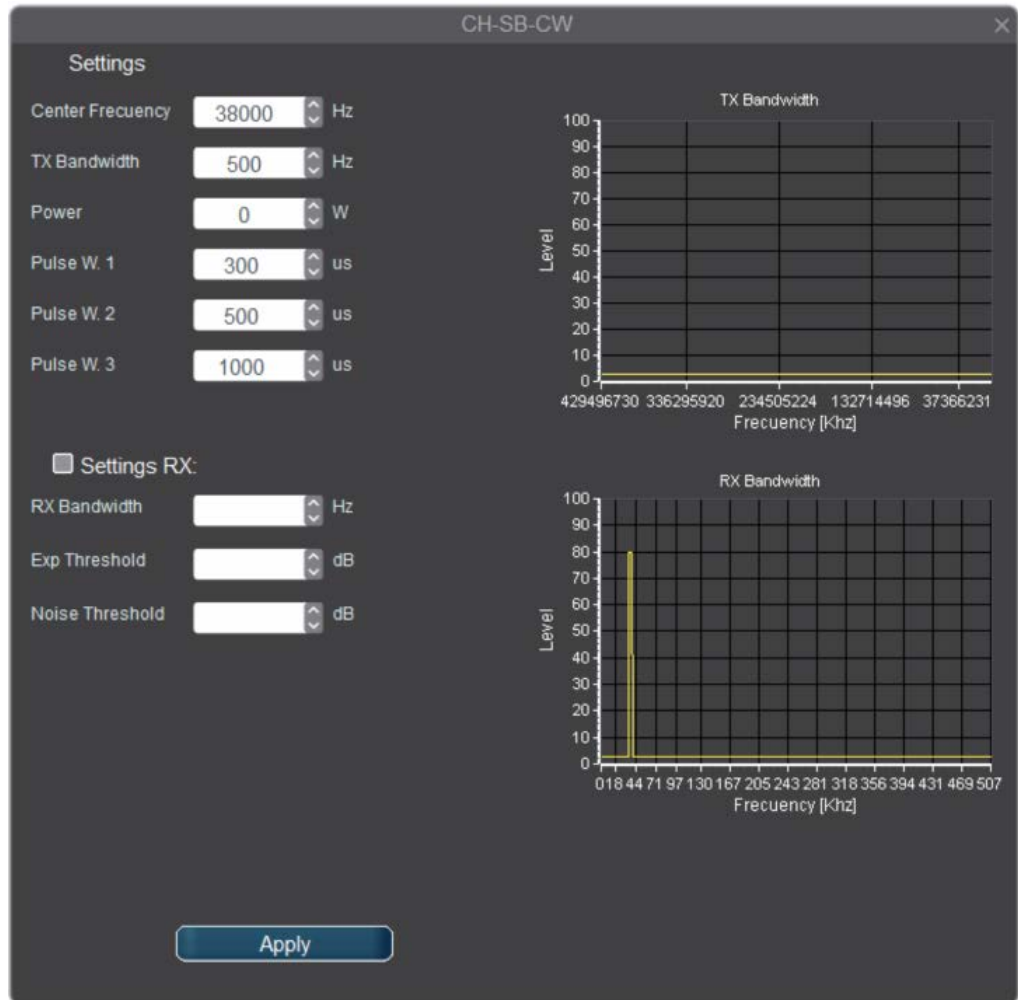 CH-SB-CW
Settings
Center Frecuency 38000 Hz
TX Bandwidth 500 Hz
Power 0 W
Pulse W. 1 300 us
Pulse W. 2 500 us
Pulse W. 3 1000 us
Settings RX:
RX Bandwidth Hz
Exp Threshold dB
Noise Threshold dB
Apply
TX Bandwidth
Level
100
90
80
70
60
50
40
30
20
10
0
429496730 336295920 234505224 132714496 37366231
Frecuency [Khz]
RX Bandwidth
Level
100
90
80
70
60
50
40
30
20
10
0
0 18 44 71 97 130 167 205 243 281 318 356 394 431 469 507
Frecuency [Khz]